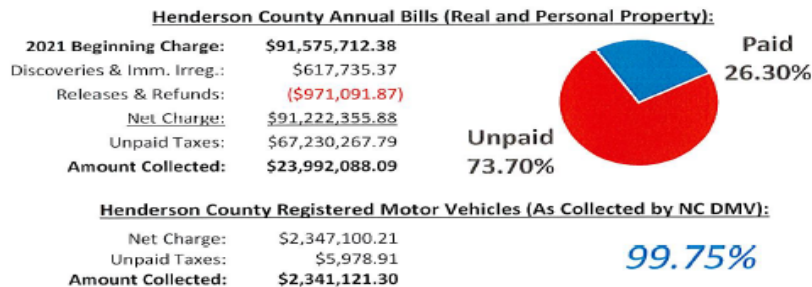 Henderson County Annual Bills (Real and Personal Property):
2021 Beginning Charge: $91,575,712.38
Discoveries & Imm. Irreg.: $617,735.37
Releases & Refunds: ($971,091.87)
Net Charge: $91,222,355.88
Unpaid Taxes: $67,230,267.79
Amount Collected: $23,992,088.09
Paid
26.30%
Unpaid
73.70%
Henderson County Registered Motor Vehicles (As Collected by NC DMV):
Net Charge: $2,347,100.21
Unpaid Taxes: $5,978.91
Amount Collected: $2,341,121.30
99.75%